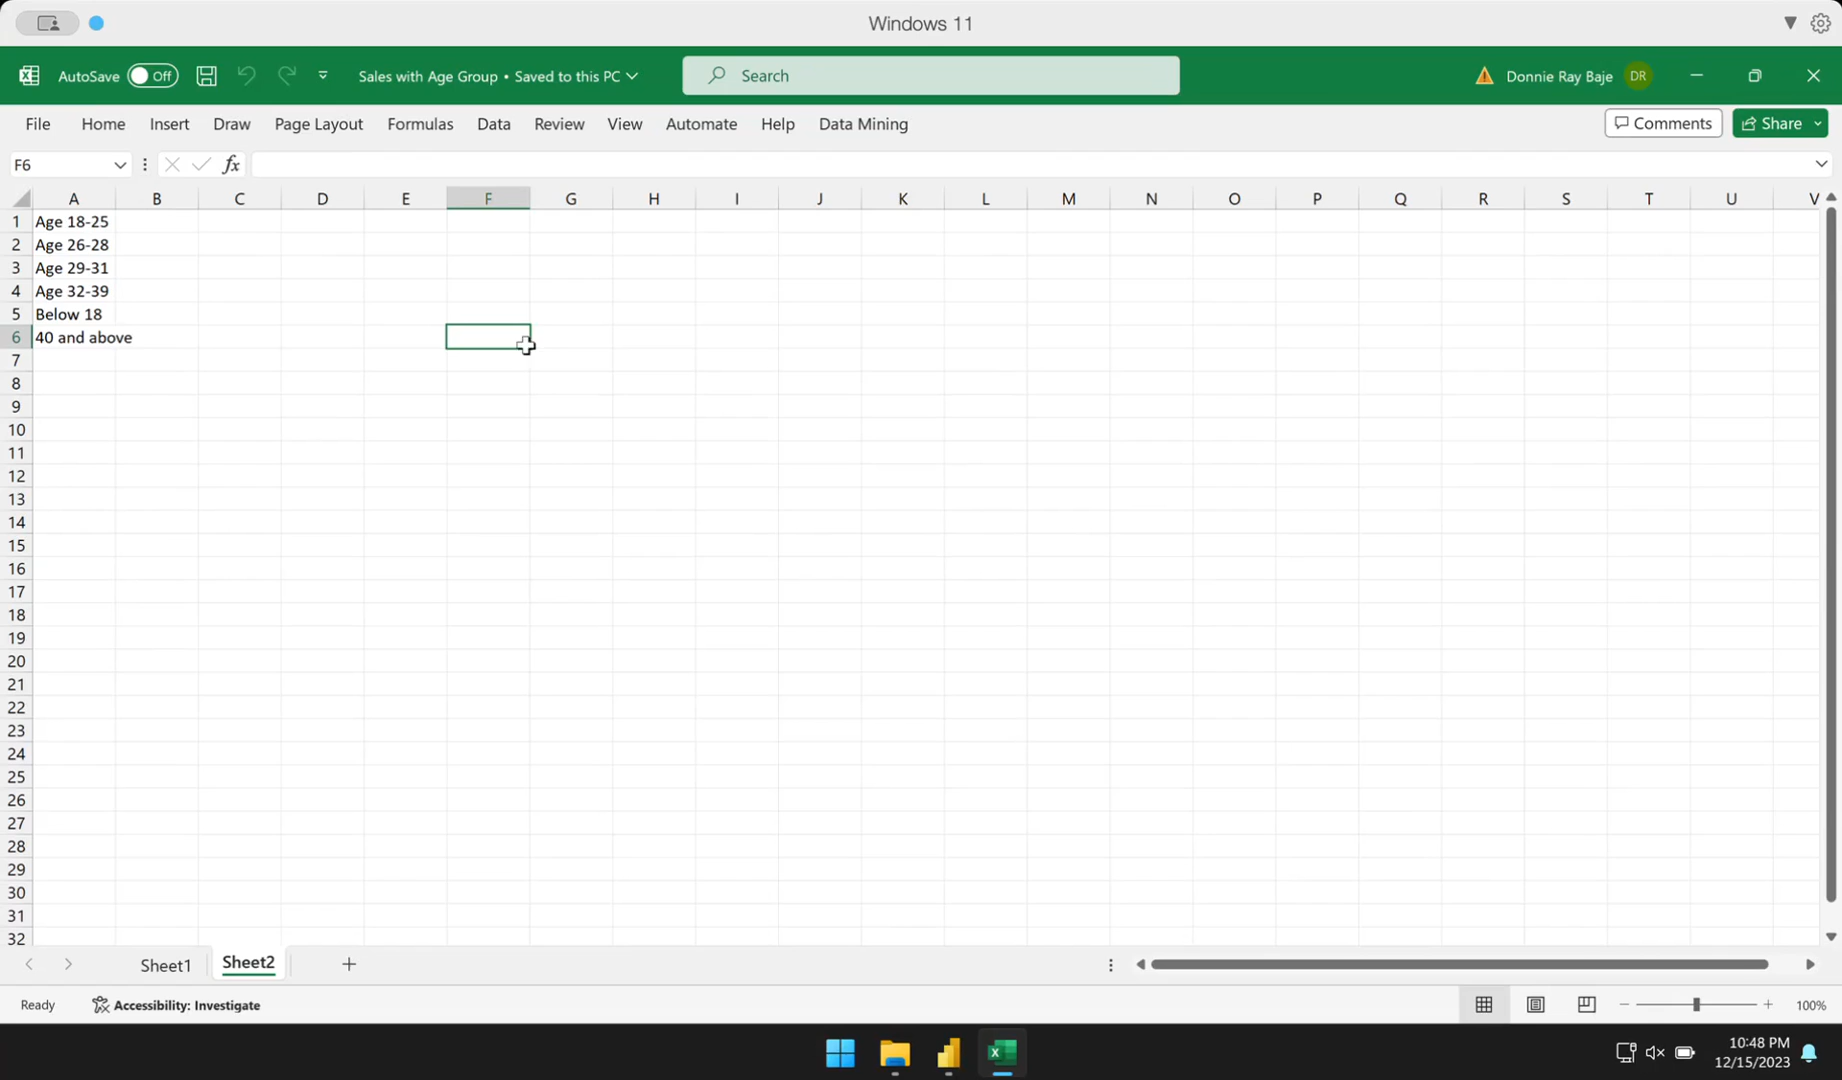 Windows 11
AutoSave Off Sales with Age Group • Saved to this PC Search Donnie Ray Baje DR
File Home Insert Draw Page Layout Formulas Data Review View Automate Help Data Mining Comments Share
F6 fx
A B C D E F G H I J K L M N O P Q R S T U V
1 Age 18-25
2 Age 26-28
3 Age 29-31
4 Age 32-39
5 Below 18
6 40 and above
7
8
9
10
11
12
13
14
15
16
17
18
19
20
21
22
23
24
25
26
27
28
29
30
31
32
Sheet1 Sheet2
Ready Accessibility: Investigate 100%
10:48 PM
12/15/2023